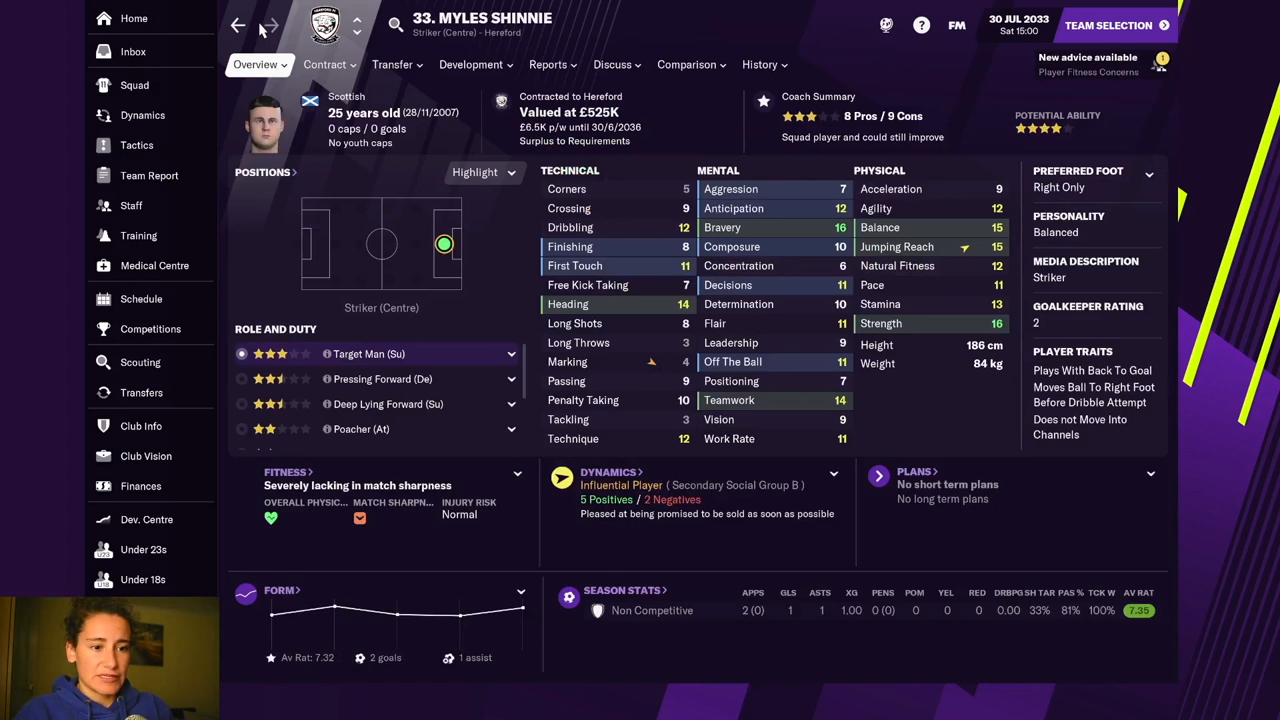 Home
Inbox
Squad
Dynamics
Tactics
Team Report
Staff
Training
Medical Centre
Schedule
Competitions
Scouting
Transfers
Club Info
Club Vision
Finances
Dev. Centre
U23 Under 23s
U18 Under 18s
33. MYLES SHINNIE
Striker (Centre) - Hereford
? FM 30 JUL 2033
Sat 15:00
TEAM SELECTION
Overview Contract Transfer Development Reports Discuss Comparison History
New advice available 1
Player Fitness Concerns
Scottish
25 years old (28/11/2007)
0 caps / 0 goals
No youth caps
Contracted to Hereford
Valued at £525K
£6.5K p/w until 30/6/2036
Surplus to Requirements
Coach Summary
8 Pros / 9 Cons
Squad player and could still improve
POTENTIAL ABILITY
POSITIONS
Highlight
Striker (Centre)
ROLE AND DUTY
Target Man (Su)
Pressing Forward (De)
Deep Lying Forward (Su)
Poacher (At)
TECHNICAL
Corners 5
Crossing 9
Dribbling 12
Finishing 8
First Touch 11
Free Kick Taking 7
Heading 14
Long Shots 8
Long Throws 3
Marking 4
Passing 9
Penalty Taking 10
Tackling 3
Technique 12
MENTAL
Aggression 7
Anticipation 12
Bravery 16
Composure 10
Concentration 6
Decisions 11
Determination 10
Flair 11
Leadership 9
Off The Ball 11
Positioning 7
Teamwork 14
Vision 9
Work Rate 11
PHYSICAL
Acceleration 9
Agility 12
Balance 15
Jumping Reach 15
Natural Fitness 12
Pace 11
Stamina 13
Strength 16
Height 186 cm
Weight 84 kg
PREFERRED FOOT
Right Only
PERSONALITY
Balanced
MEDIA DESCRIPTION
Striker
GOALKEEPER RATING
2
PLAYER TRAITS
Plays With Back To Goal
Moves Ball To Right Foot
Before Dribble Attempt
Does not Move Into
Channels
FITNESS
Severely lacking in match sharpness
OVERALL PHYSIC... MATCH SHARPN... INJURY RISK
Normal
DYNAMICS
Influential Player ( Secondary Social Group B )
5 Positives / 2 Negatives
Pleased at being promised to be sold as soon as possible
PLANS
No short term plans
No long term plans
FORM
Av Rat: 7.32 2 goals 1 assist
SEASON STATS APPS GLS ASTS XG PENS POM YEL RED DRBPG SH TAR PAS % TCK W AV RAT
Non Competitive 2 (0) 1 1 1.00 0 (0) 0 0 0 0.00 33% 81% 100% 7.35